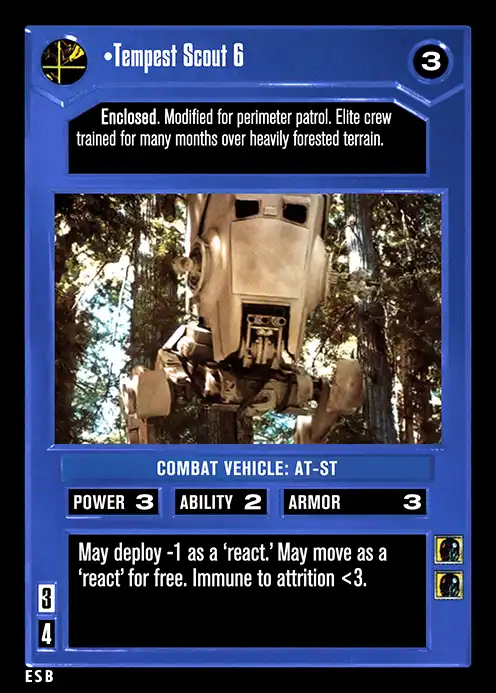 •Tempest Scout 6
3
Enclosed. Modified for perimeter patrol. Elite crew
trained for many months over heavily forested terrain.
COMBAT VEHICLE: AT-ST
POWER 3 ABILITY 2 ARMOR 3
May deploy -1 as a ‘react.’ May move as a
‘react’ for free. Immune to attrition <3.
3
4
ESB